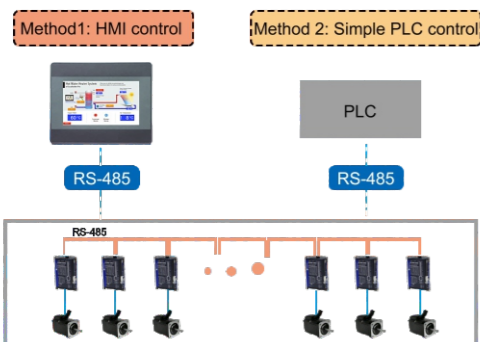 Method1: HMI control
Method 2: Simple PLC control
PLC
RS-485
RS-485
RS-485